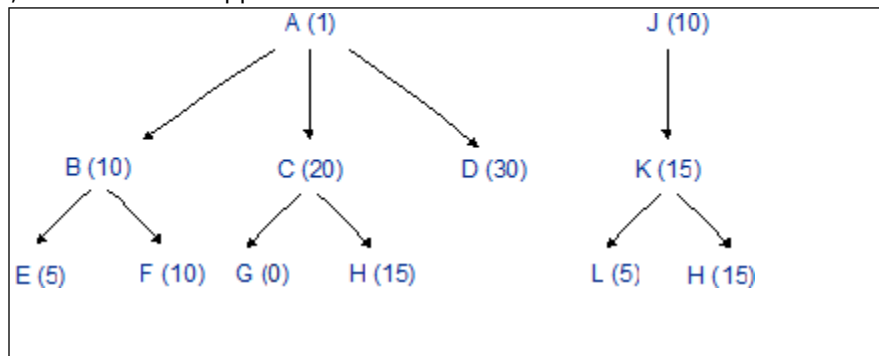 A (1) J (10)
B (10) C (20) D (30) K (15)
E (5) F (10) G (0) H (15) L (5) H (15)